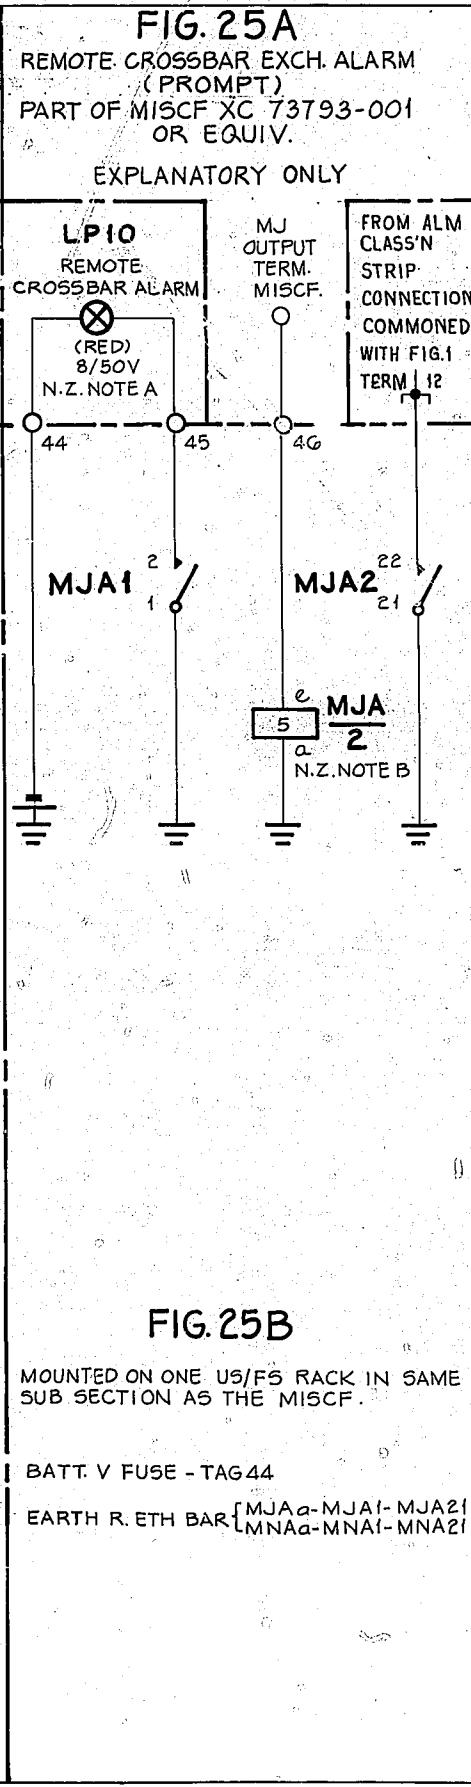 FIG. 25A
REMOTE CROSSBAR EXCH. ALARM
(PROMPT)
PART OF MISCF XC 73793-001
OR EQUIV.
EXPLANATORY ONLY
LP10
REMOTE
CROSSBAR ALARM
(RED)
8/50V
N.Z. NOTE A
MJ
OUTPUT
TERM.
MISCF.
FROM ALM
CLASS'N
STRIP
CONNECTION
COMMONED
WITH FIG.1
TERM 12
44
45
46
MJA1
2
1
MJA2
22
21
e
5
MJA
2
a
N.Z. NOTE B
FIG. 25B
MOUNTED ON ONE US/FS RACK IN SAME
SUB SECTION AS THE MISCF.
BATT. V FUSE - TAG44
EARTH R. ETH BAR { MJAa-MJA1-MJA21
MNAa-MNA1-MNA21